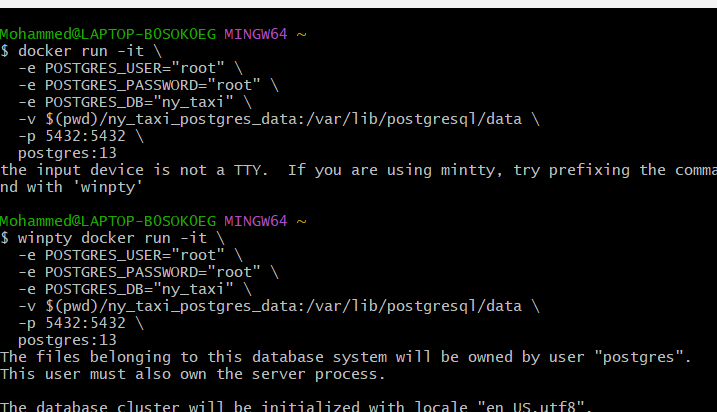 Mohammed@LAPTOP-B0SOKOEG MINGW64 ~
$ docker run -it \
  -e POSTGRES_USER="root" \
  -e POSTGRES_PASSWORD="root" \
  -e POSTGRES_DB="ny_taxi" \
  -v $(pwd)/ny_taxi_postgres_data:/var/lib/postgresql/data \
  -p 5432:5432 \
  postgres:13
the input device is not a TTY.  If you are using mintty, try prefixing the comma
nd with 'winpty'
Mohammed@LAPTOP-B0SOKOEG MINGW64 ~
$ winpty docker run -it \
  -e POSTGRES_USER="root" \
  -e POSTGRES_PASSWORD="root" \
  -e POSTGRES_DB="ny_taxi" \
  -v $(pwd)/ny_taxi_postgres_data:/var/lib/postgresql/data \
  -p 5432:5432 \
  postgres:13
The files belonging to this database system will be owned by user "postgres".
This user must also own the server process.
The database cluster will be initialized with locale "en_US.utf8".